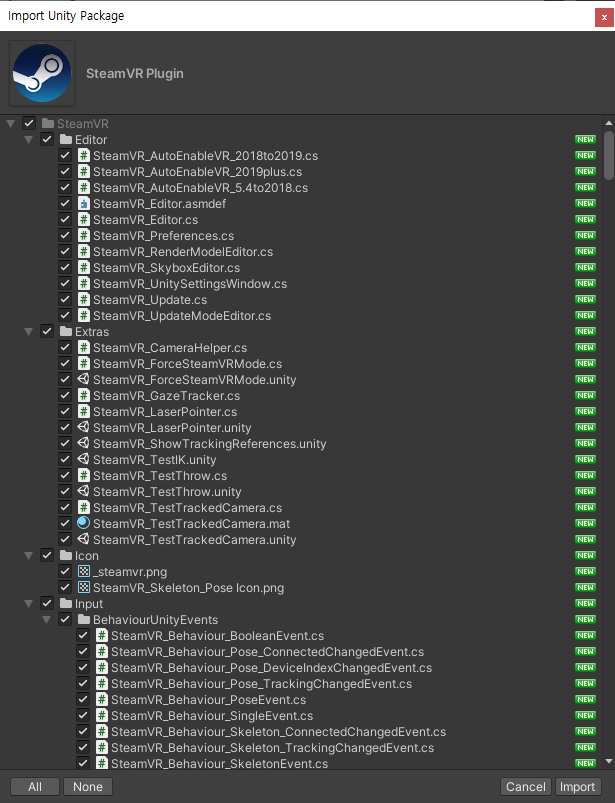 Import Unity Package
x
SteamVR Plugin
SteamVR
Editor NEW
SteamVR_AutoEnableVR_2018to2019.cs NEW
SteamVR_AutoEnableVR_2019plus.cs NEW
SteamVR_AutoEnableVR_5.4to2018.cs NEW
SteamVR_Editor.asmdef NEW
SteamVR_Editor.cs NEW
SteamVR_Preferences.cs NEW
SteamVR_RenderModelEditor.cs NEW
SteamVR_SkyboxEditor.cs NEW
SteamVR_UnitySettingsWindow.cs NEW
SteamVR_Update.cs NEW
SteamVR_UpdateModeEditor.cs NEW
Extras NEW
SteamVR_CameraHelper.cs NEW
SteamVR_ForceSteamVRMode.cs NEW
SteamVR_ForceSteamVRMode.unity NEW
SteamVR_GazeTracker.cs NEW
SteamVR_LaserPointer.cs NEW
SteamVR_LaserPointer.unity NEW
SteamVR_ShowTrackingReferences.unity NEW
SteamVR_TestIK.unity NEW
SteamVR_TestThrow.cs NEW
SteamVR_TestThrow.unity NEW
SteamVR_TestTrackedCamera.cs NEW
SteamVR_TestTrackedCamera.mat NEW
SteamVR_TestTrackedCamera.unity NEW
Icon NEW
_steamvr.png NEW
SteamVR_Skeleton_Pose Icon.png NEW
Input NEW
BehaviourUnityEvents NEW
SteamVR_Behaviour_BooleanEvent.cs NEW
SteamVR_Behaviour_Pose_ConnectedChangedEvent.cs NEW
SteamVR_Behaviour_Pose_DeviceIndexChangedEvent.cs NEW
SteamVR_Behaviour_Pose_TrackingChangedEvent.cs NEW
SteamVR_Behaviour_PoseEvent.cs NEW
SteamVR_Behaviour_SingleEvent.cs NEW
SteamVR_Behaviour_Skeleton_ConnectedChangedEvent.cs NEW
SteamVR_Behaviour_Skeleton_TrackingChangedEvent.cs NEW
SteamVR_Behaviour_SkeletonEvent.cs NEW
All None Cancel Import